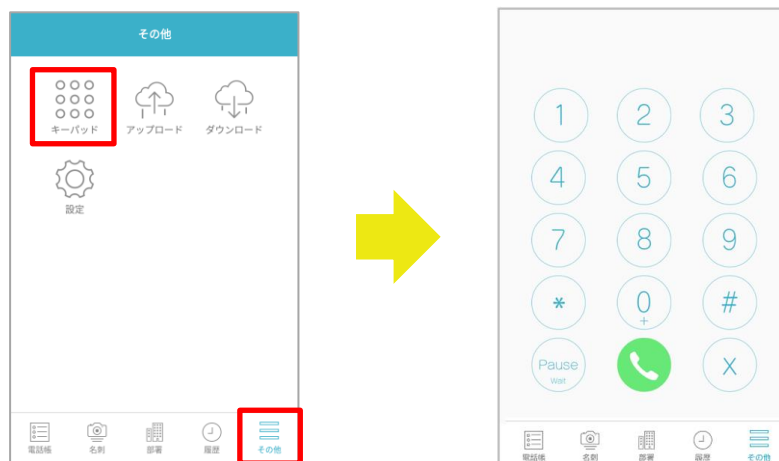 その他
キーパッド アップロード ダウンロード
設定
電話帳 名刺 部署 履歴 その他
1 2 3
4 5 6
7 8 9
* 0 #
+
Pause X
Wait
電話帳 名刺 部署 履歴 その他